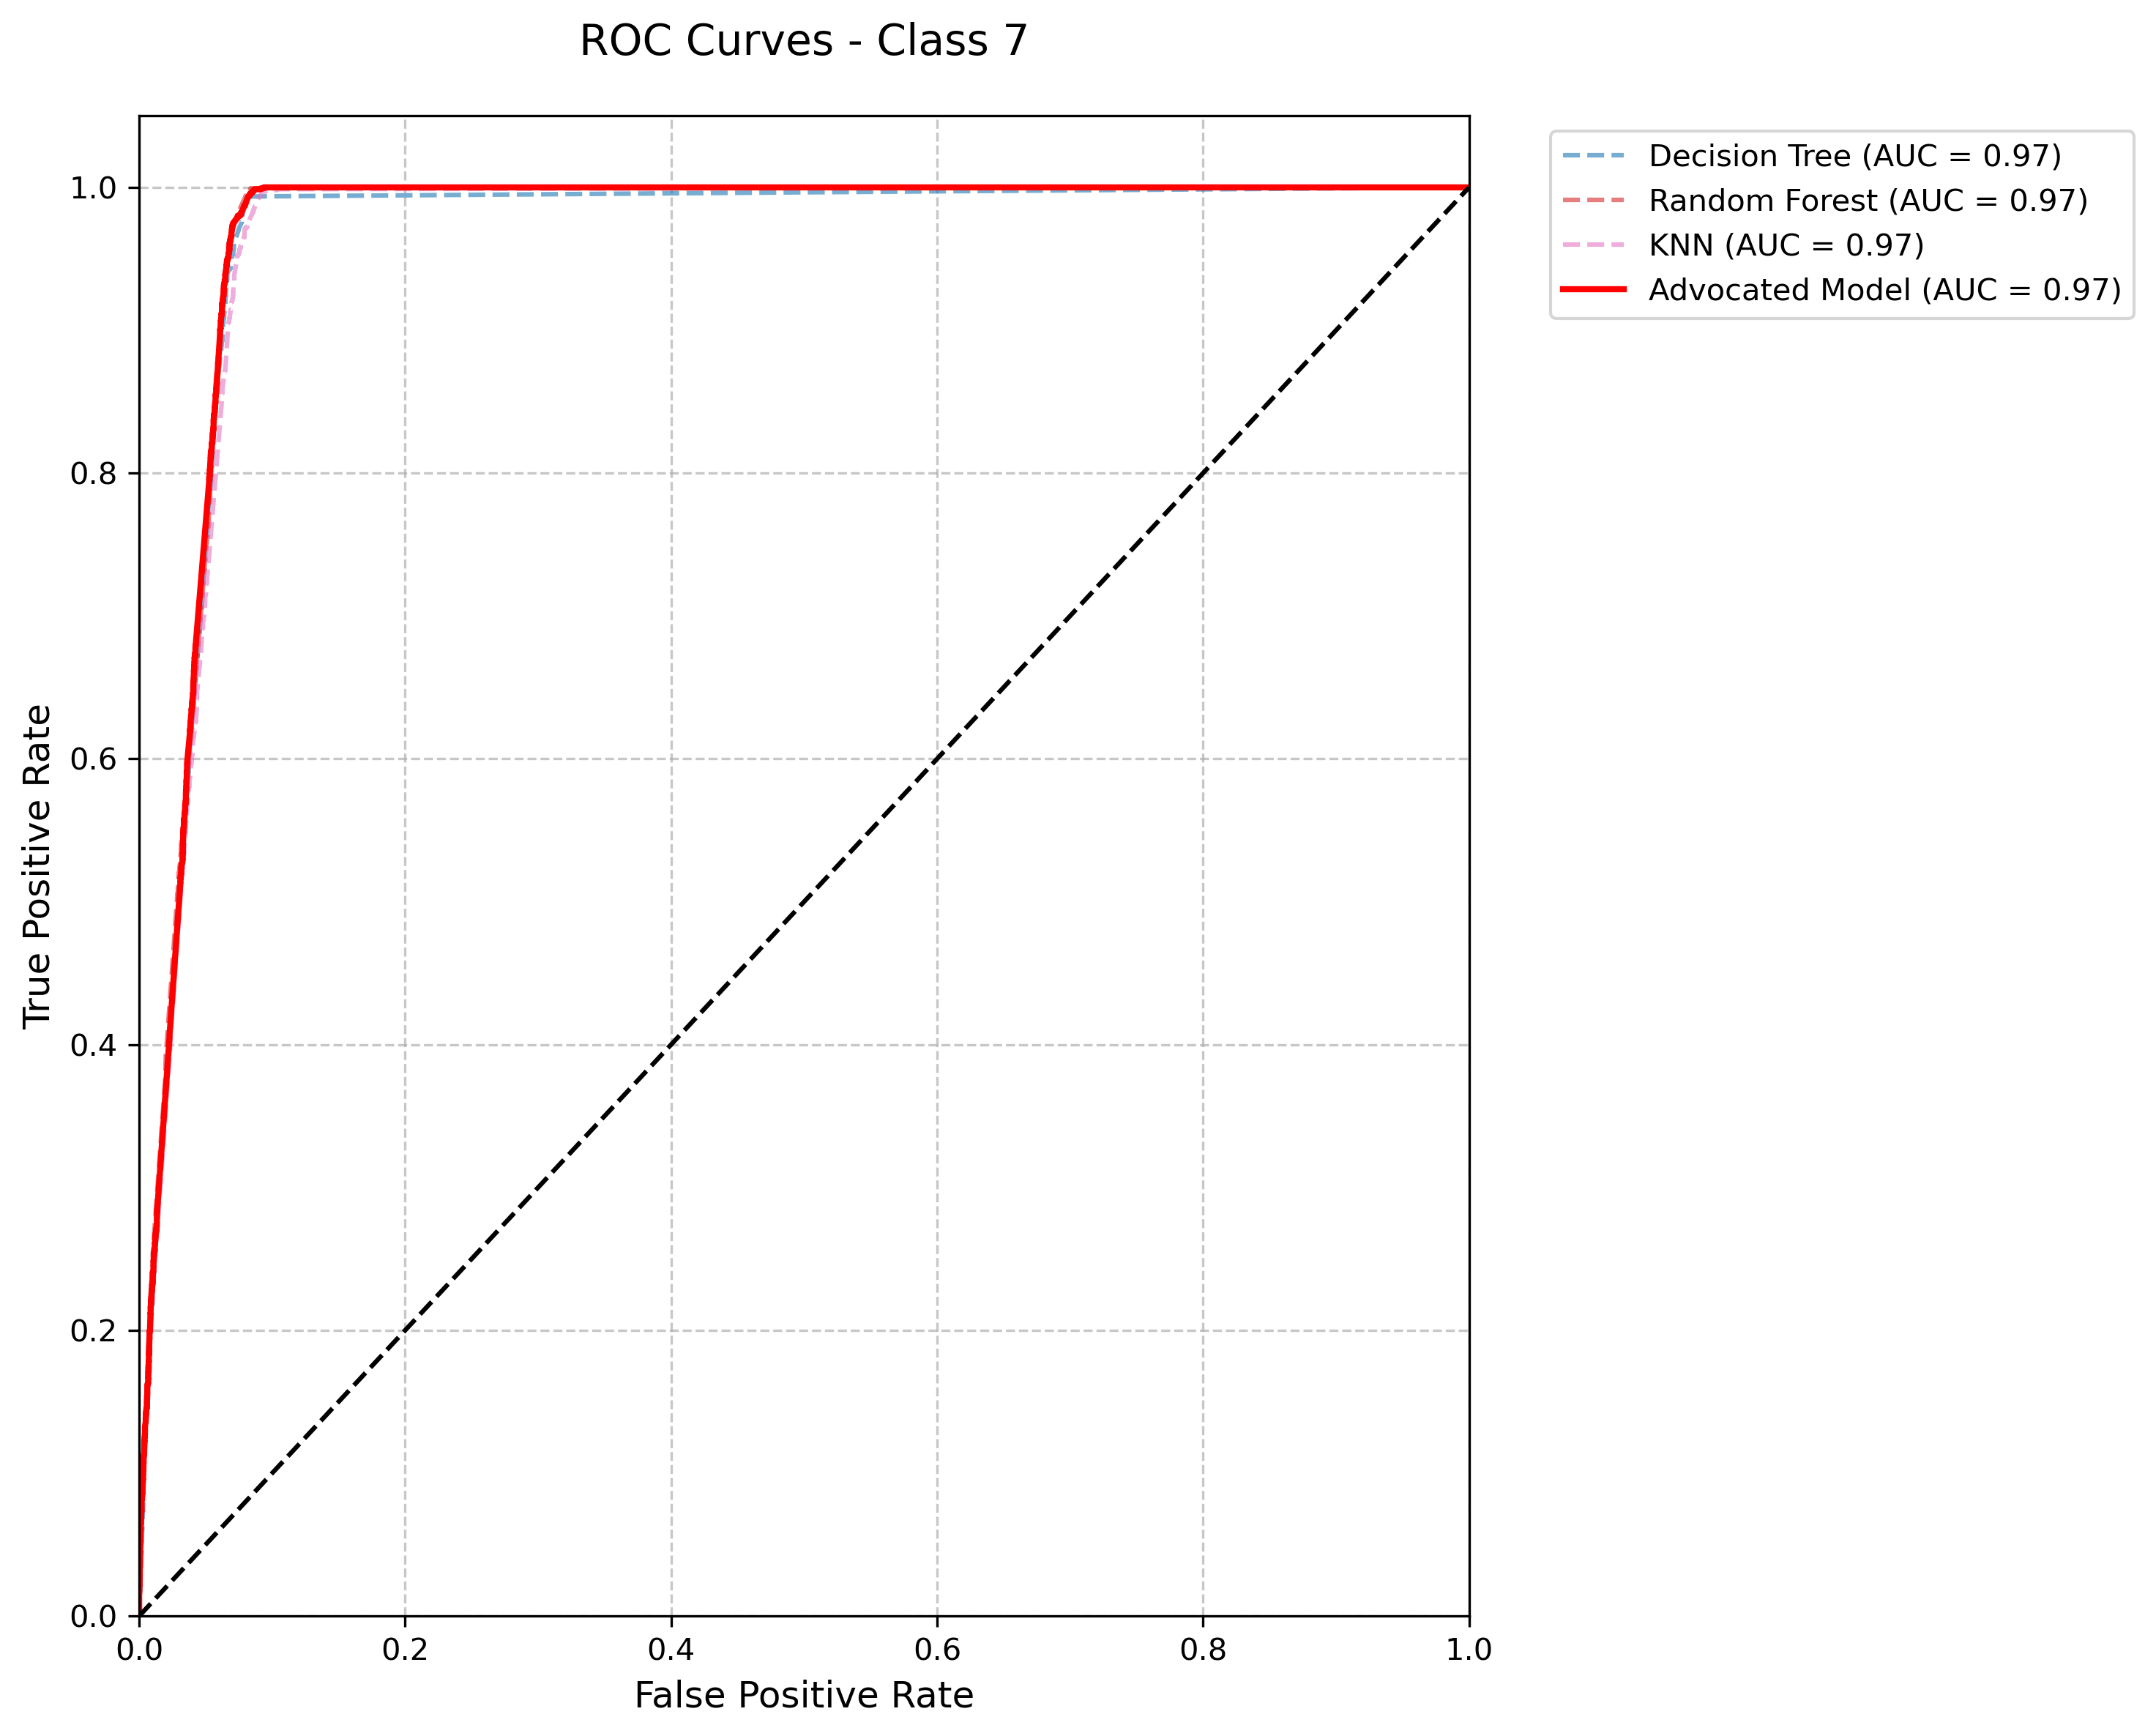 ROC Curves - Class 7
Decision Tree (AUC = 0.97)
Random Forest (AUC = 0.97)
KNN (AUC = 0.97)
Advocated Model (AUC = 0.97)
True Positive Rate
1.0
0.8
0.6
0.4
0.2
0.0
0.0 0.2 0.4 0.6 0.8 1.0
False Positive Rate